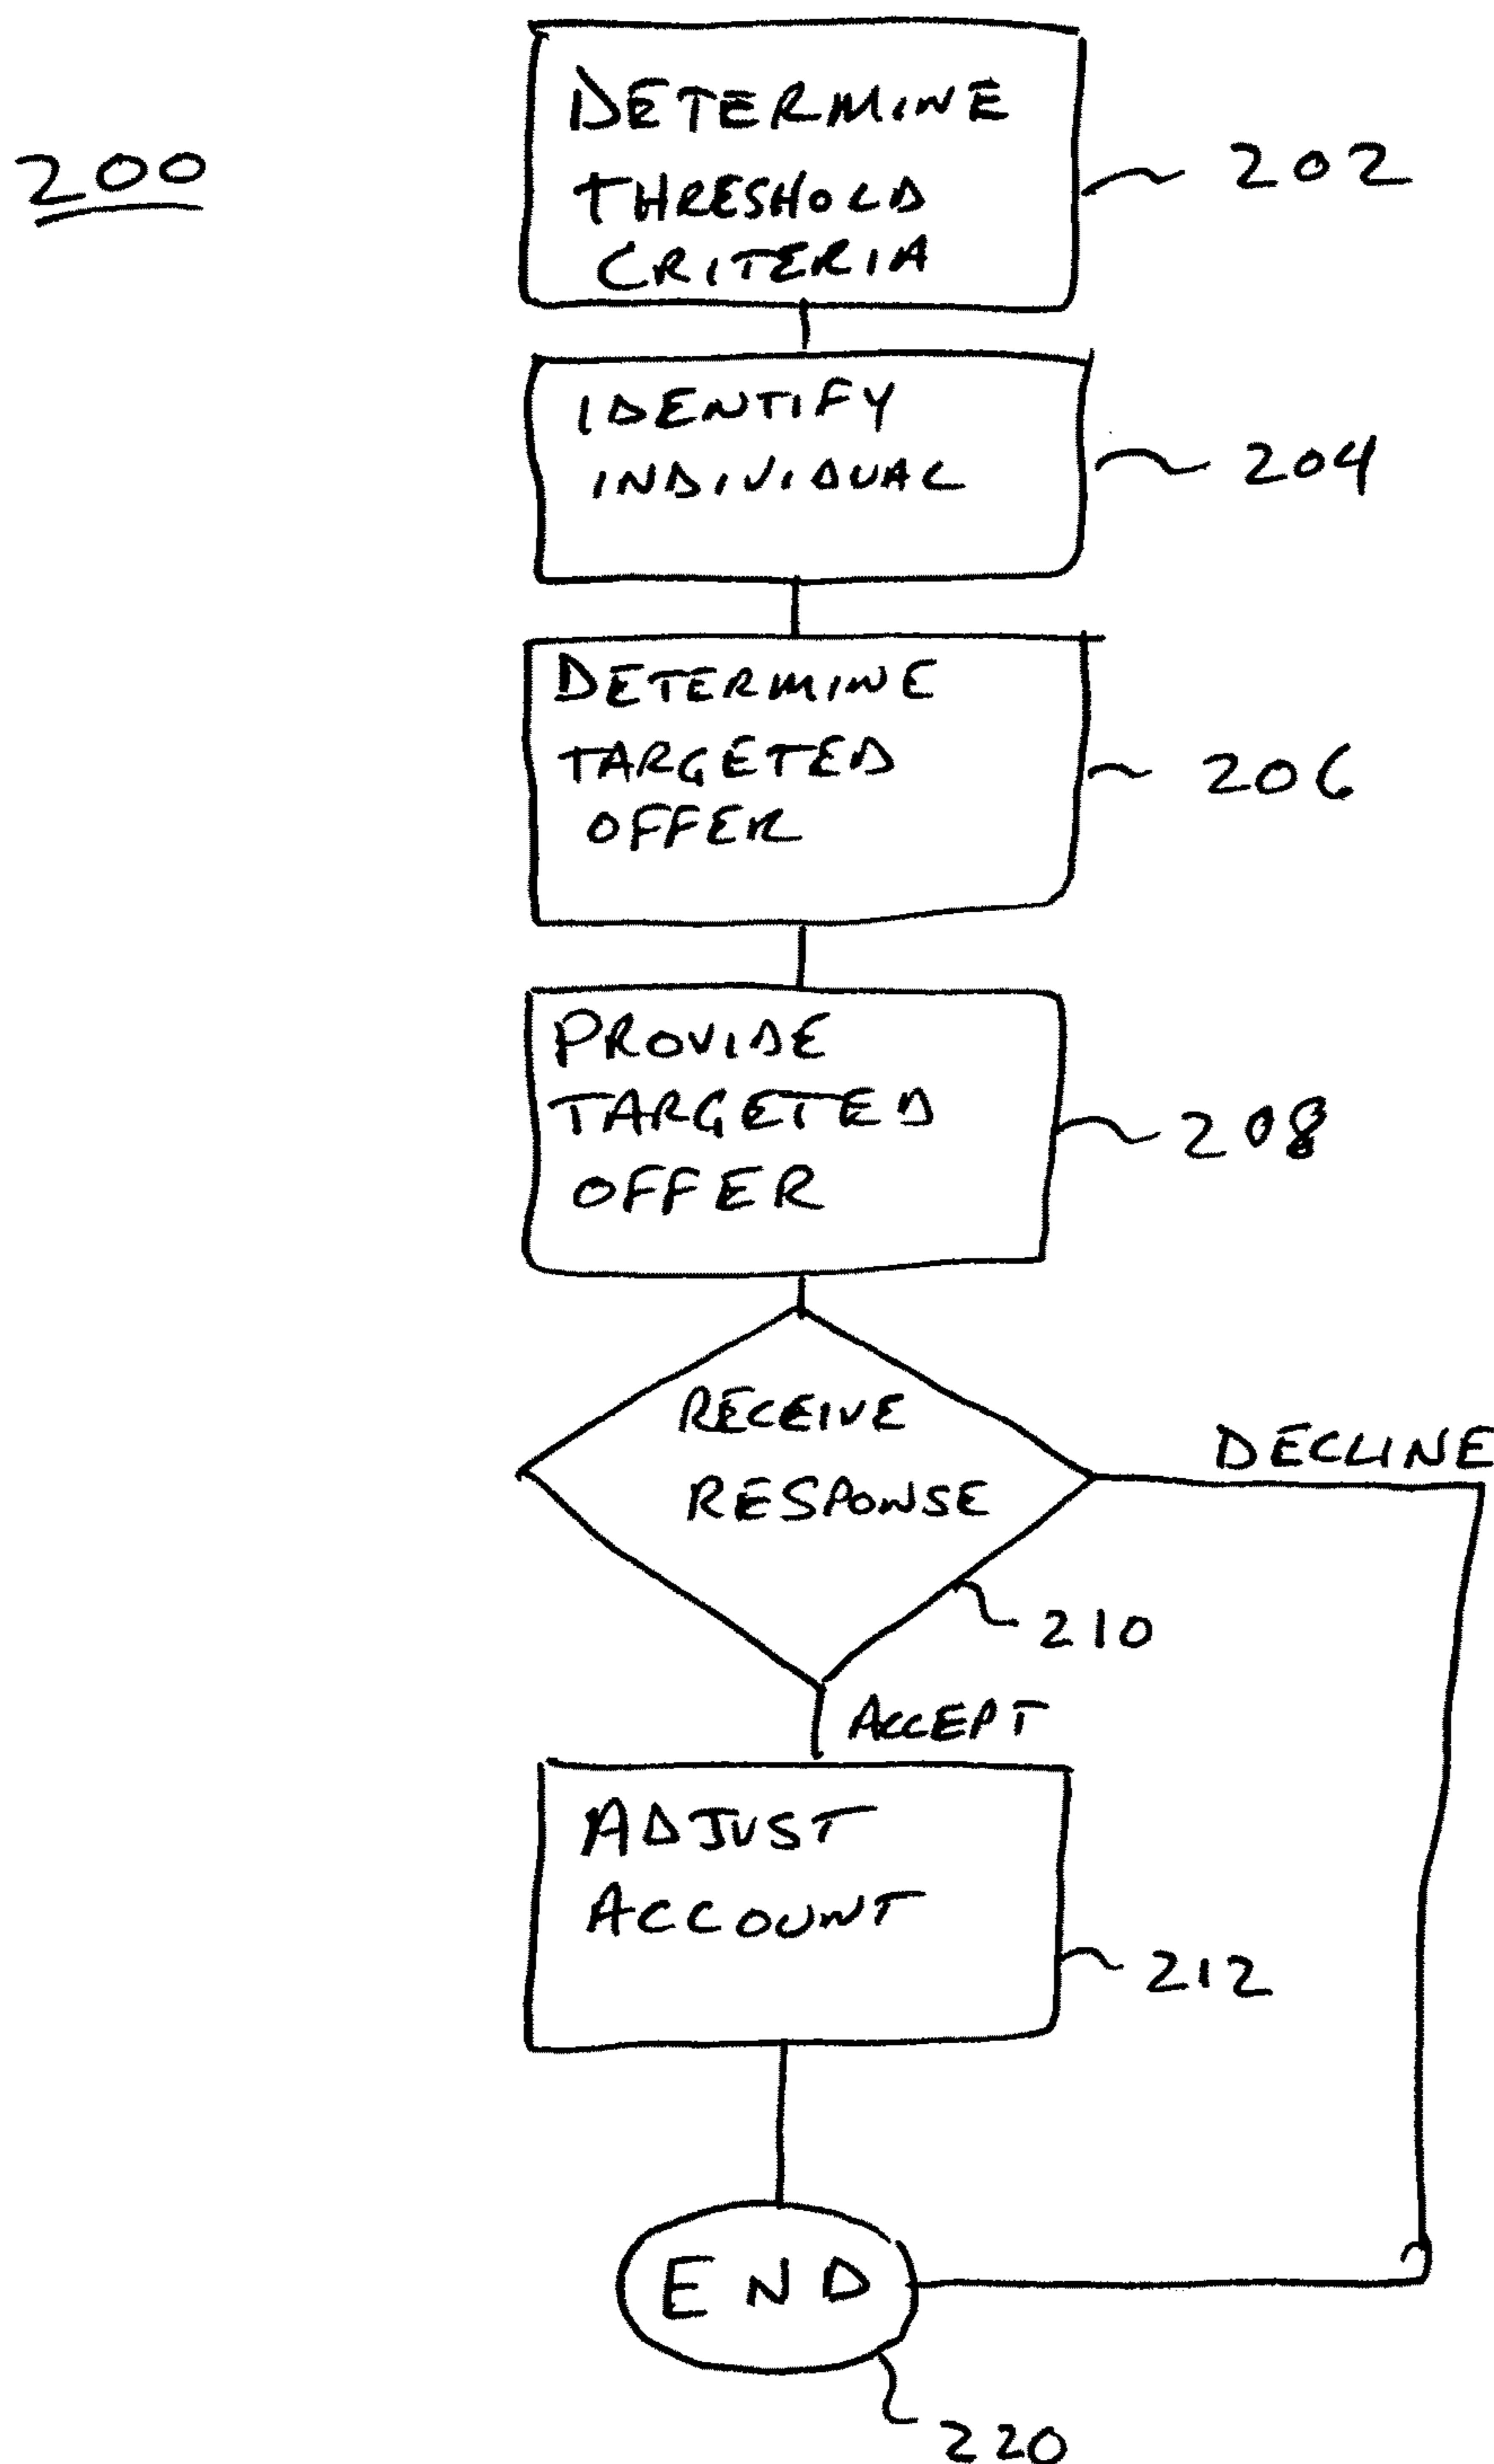 200
DETERMINE
THRESHOLD
CRITERIA
202
IDENTIFY
INDIVIDUAL
204
DETERMINE
TARGETED
OFFER
206
PROVIDE
TARGETED
OFFER
208
RECEIVE
RESPONSE
DECLINE
210
ACCEPT
ADJUST
ACCOUNT
212
END
220